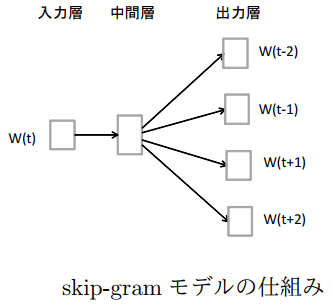 入力層 中間層 出力層
W(t-2)
W(t-1)
W(t)
W(t+1)
W(t+2)
skip-gram モデルの仕組み